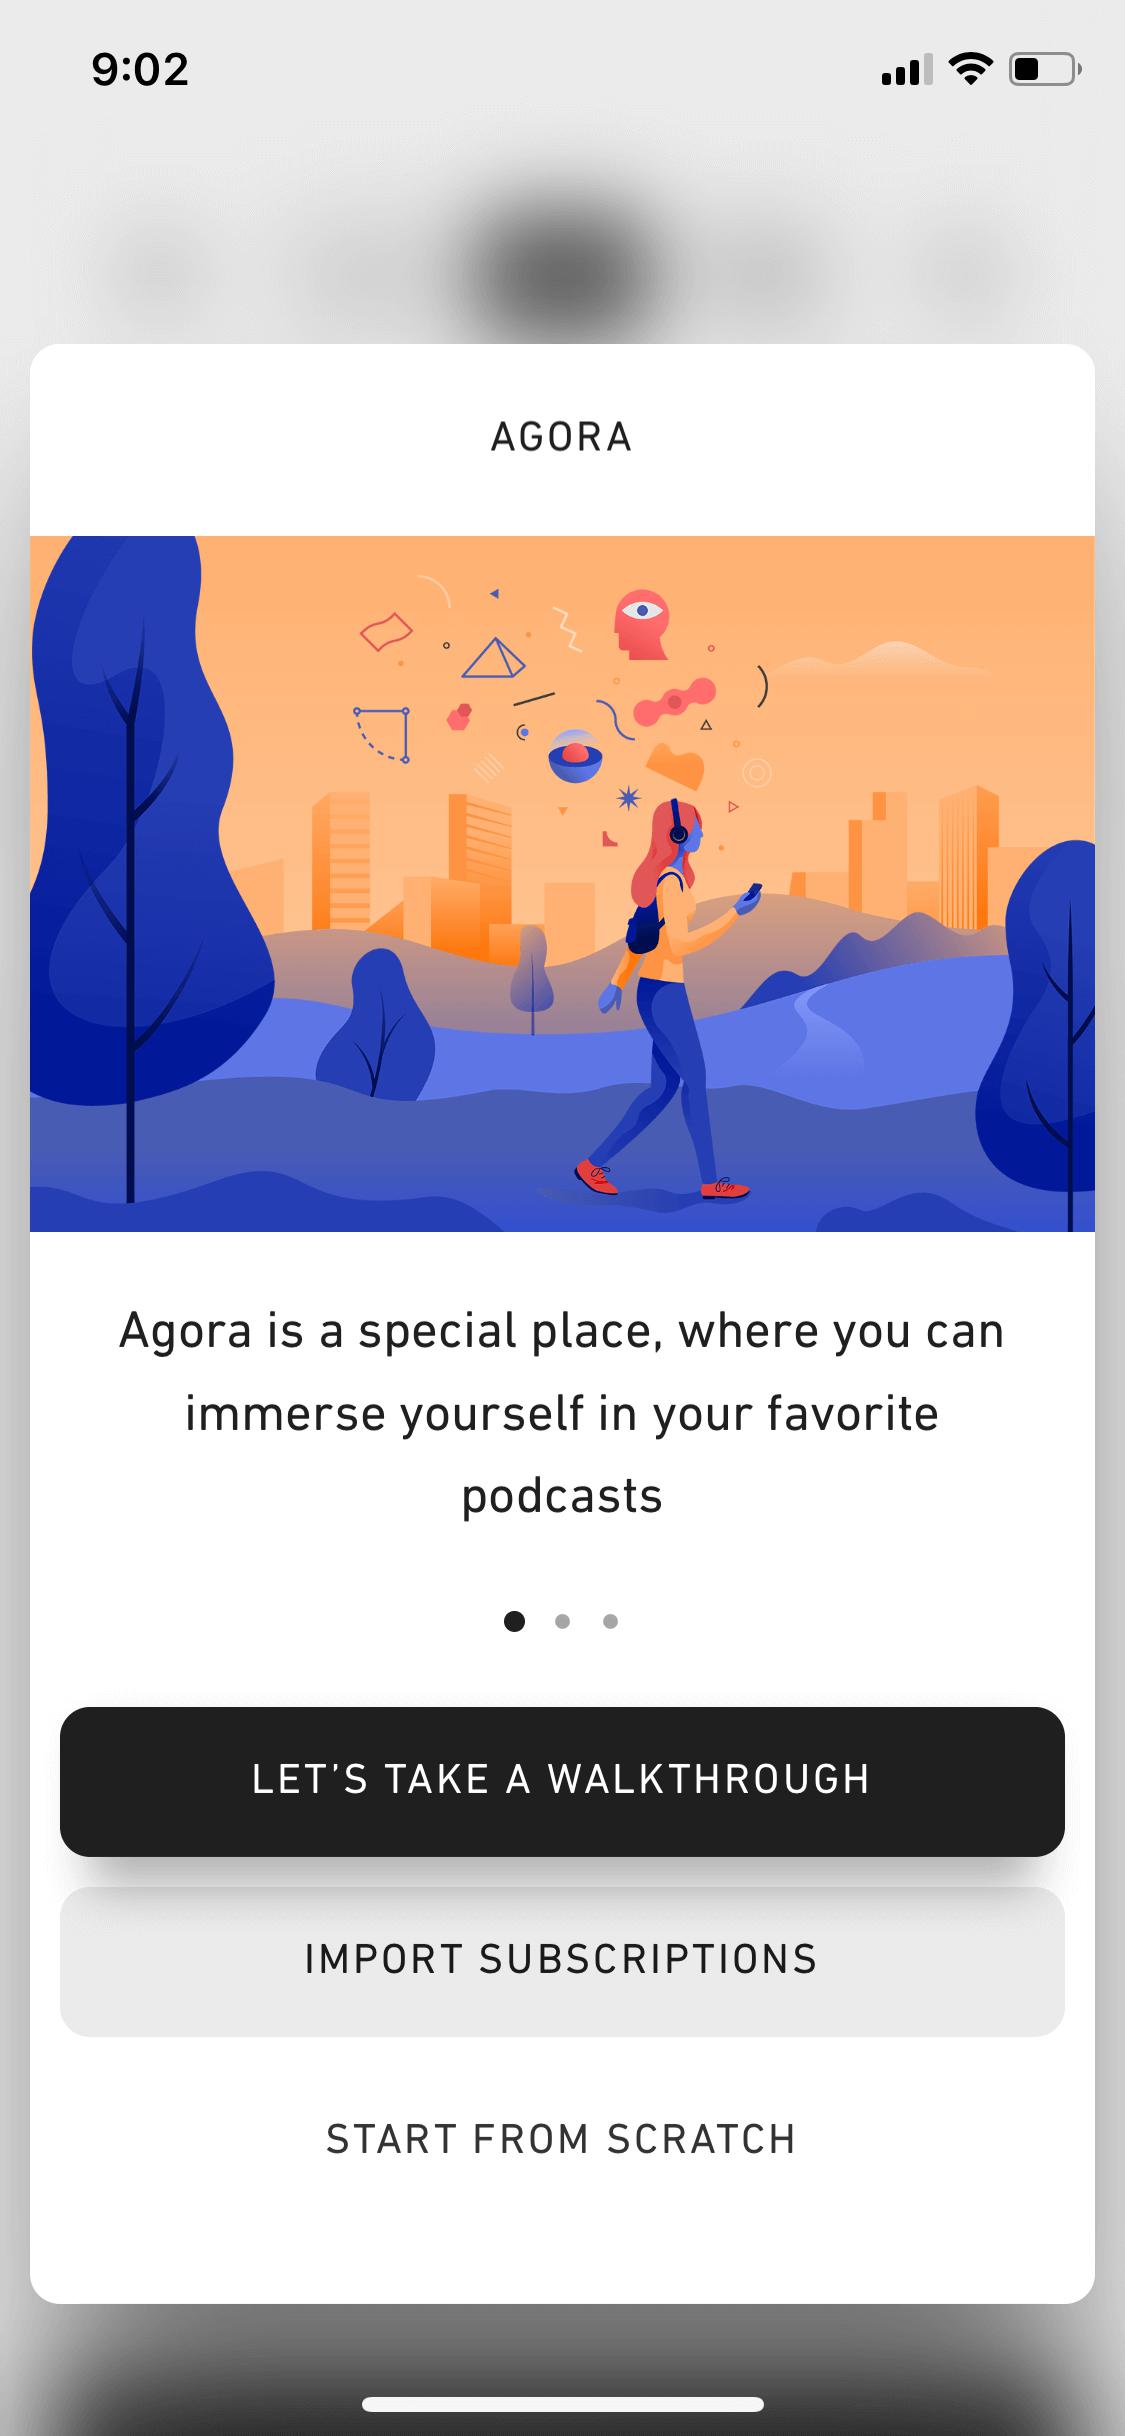 9:02
AGORA
Agora is a special place, where you can
immerse yourself in your favorite
podcasts
LET’S TAKE A WALKTHROUGH
IMPORT SUBSCRIPTIONS
START FROM SCRATCH